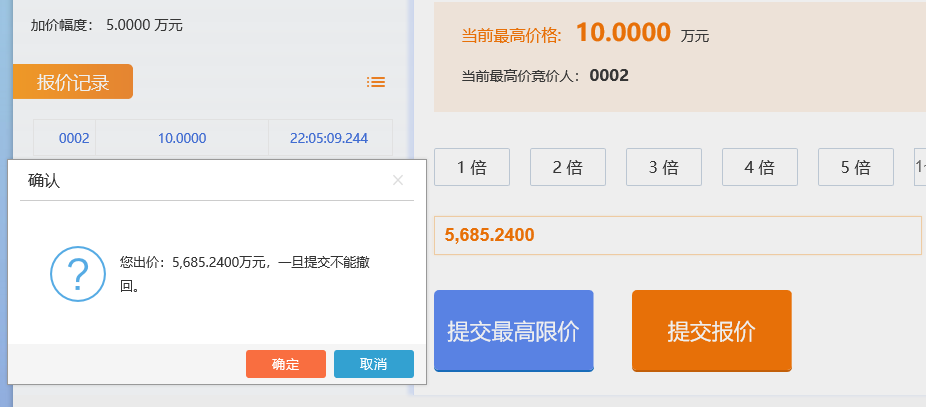 加价幅度： 5.0000 万元
报价记录
0002 10.0000 22:05:09.244
确认
您出价：5,685.2400万元，一旦提交不能撤
回。
确定 取消
当前最高价格: 10.0000 万元
当前最高价竞价人： 0002
1 倍 2 倍 3 倍 4 倍 5 倍
5,685.2400
提交最高限价 提交报价